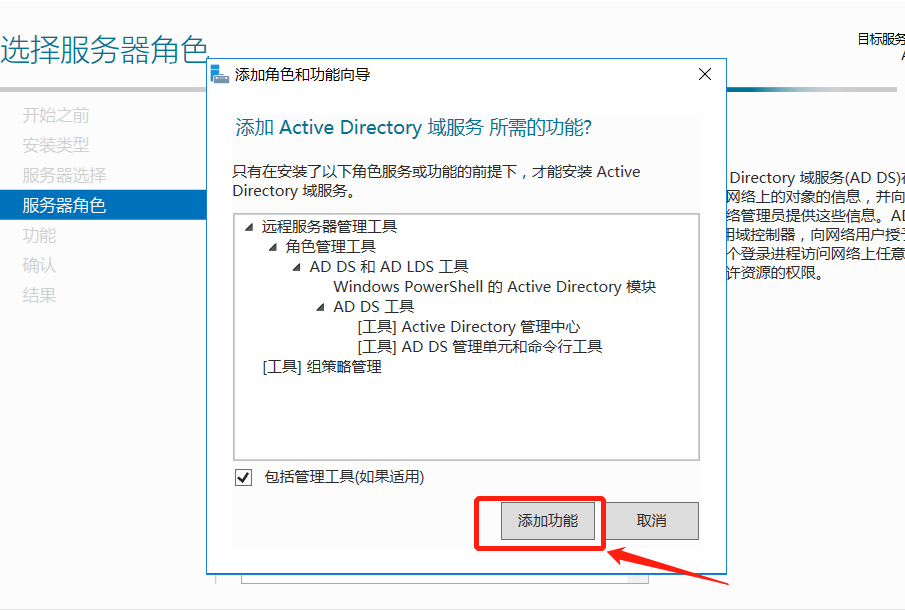 选择服务器角色
目标服务
开始之前
安装类型
服务器选择
服务器角色
功能
确认
结果
添加角色和功能向导
添加 Active Directory 域服务 所需的功能?
只有在安装了以下角色服务或功能的前提下，才能安装 Active
Directory 域服务。
远程服务器管理工具
角色管理工具
AD DS 和 AD LDS 工具
Windows PowerShell 的 Active Directory 模块
AD DS 工具
[工具] Active Directory 管理中心
[工具] AD DS 管理单元和命令行工具
[工具] 组策略管理
包括管理工具(如果适用)
添加功能
取消
Directory 域服务(AD DS)在
网络上的对象的信息，并向
络管理员提供这些信息。AD
用域控制器，向网络用户授予
个登录进程访问网络上任意
许资源的权限。